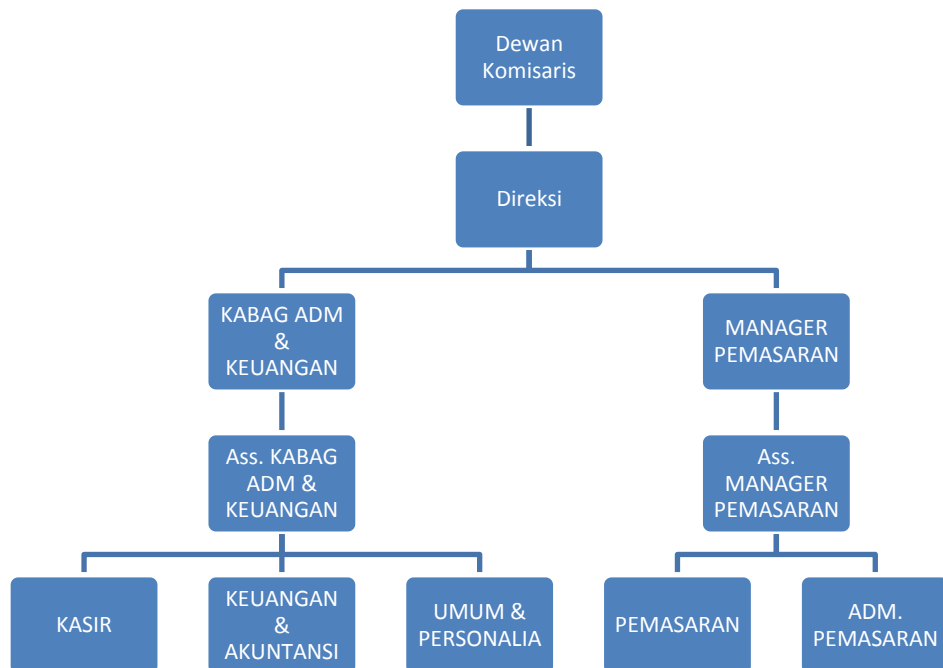 Dewan
Komisaris
Direksi
KABAG ADM
&
KEUANGAN
MANAGER
PEMASARAN
Ass. KABAG
ADM &
KEUANGAN
Ass.
MANAGER
PEMASARAN
KASIR
KEUANGAN
&
AKUNTANSI
UMUM &
PERSONALIA
PEMASARAN
ADM.
PEMASARAN